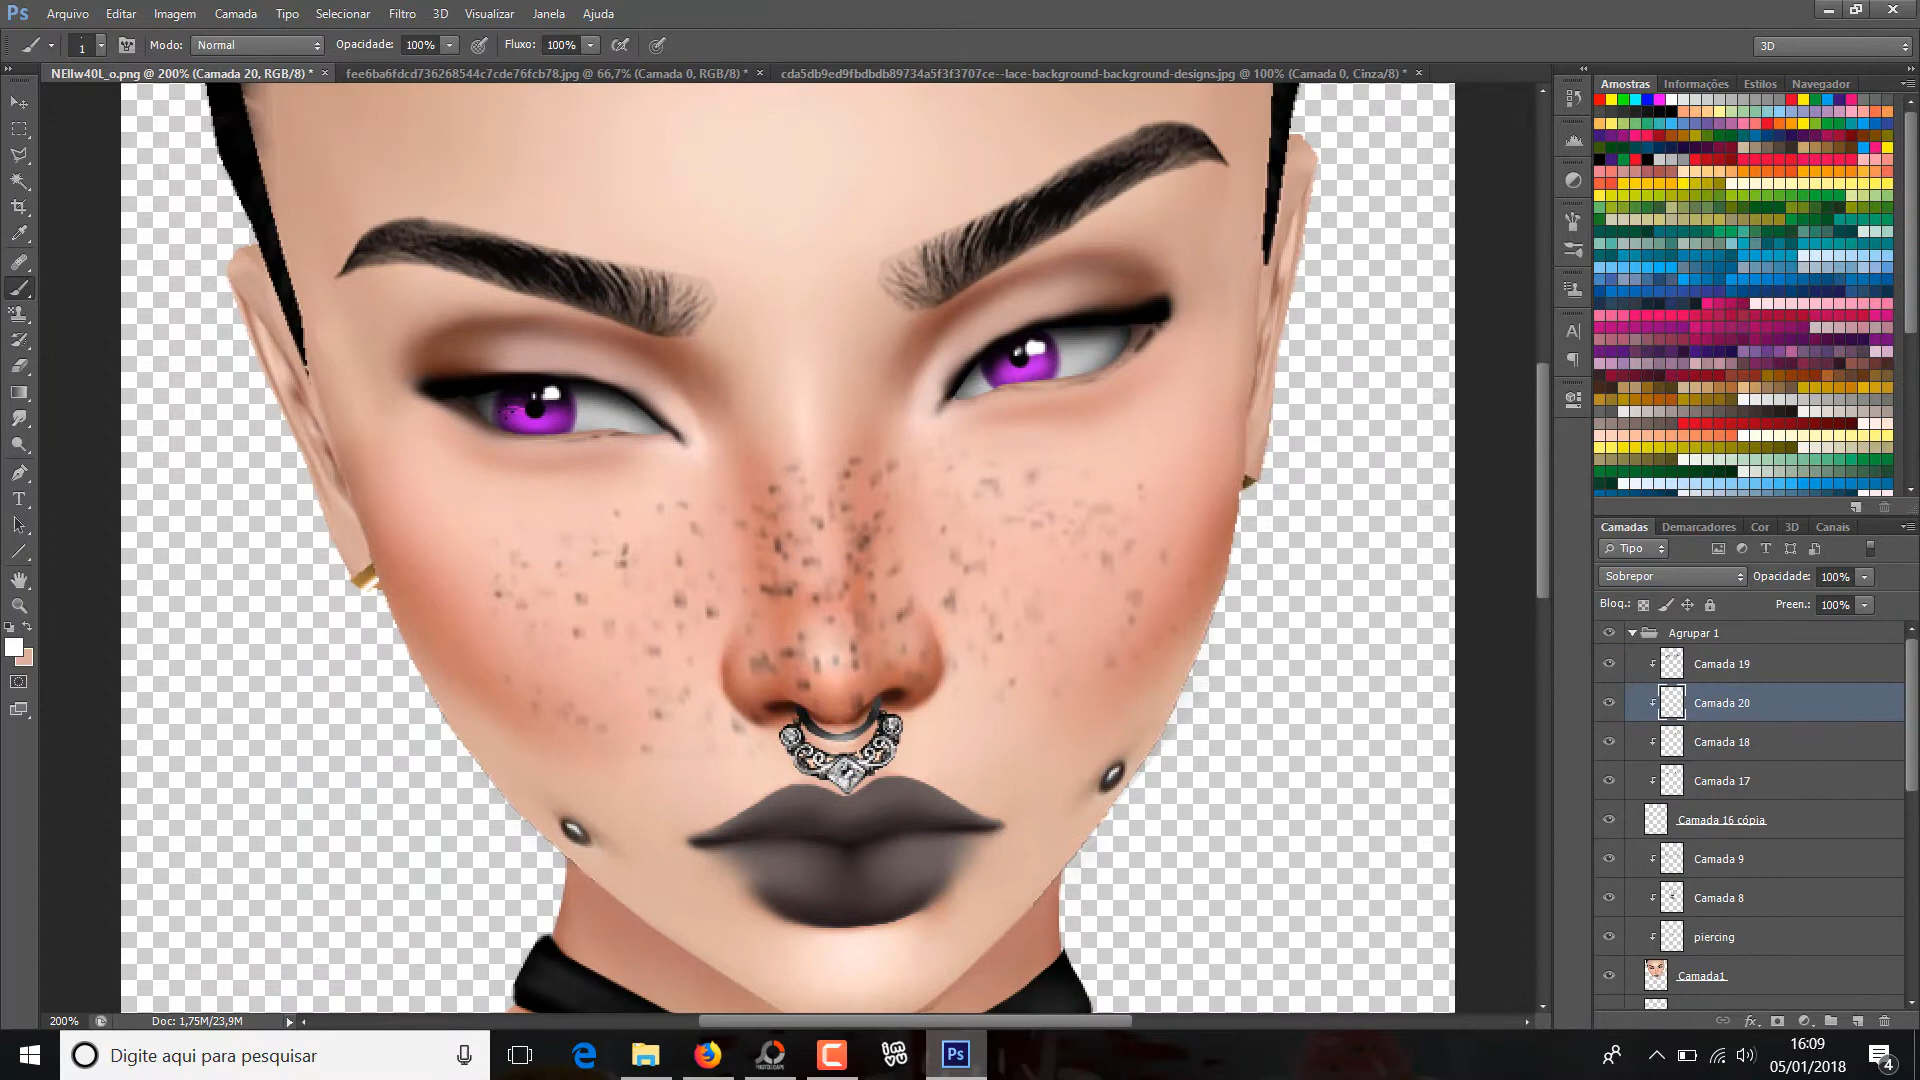 Ps Arquivo Editar Imagem Camada Tipo Selecionar Filtro 3D Visualizar Janela Ajuda
1 Modo: Normal Opacidade: 100% Fluxo: 100% 3D
NEIIw40L_o.png @ 200% (Camada 20, RGB/8) * × fee6ba6fdcd736268544c7cde76fcb78.jpg @ 66,7% (Camada 0, RGB/8) * × cda5db9ed9fbdbdb89734a5f3f3707ce--lace-background-background-designs.jpg @ 100% (Camada 0, Cinza/8) * ×
Amostras Informações Estilos Navegador
Camadas Demarcadores Cor 3D Canais
Tipo
Sobrepor Opacidade: 100%
Bloq.: Preen.: 100%
Agrupar 1
Camada 19
Camada 20
Camada 18
Camada 17
Camada 16 cópia
Camada 9
Camada 8
piercing
Camada1
200% Doc: 1,75M/23,9M
Digite aqui para pesquisar
Ps
16:09
05/01/2018
4